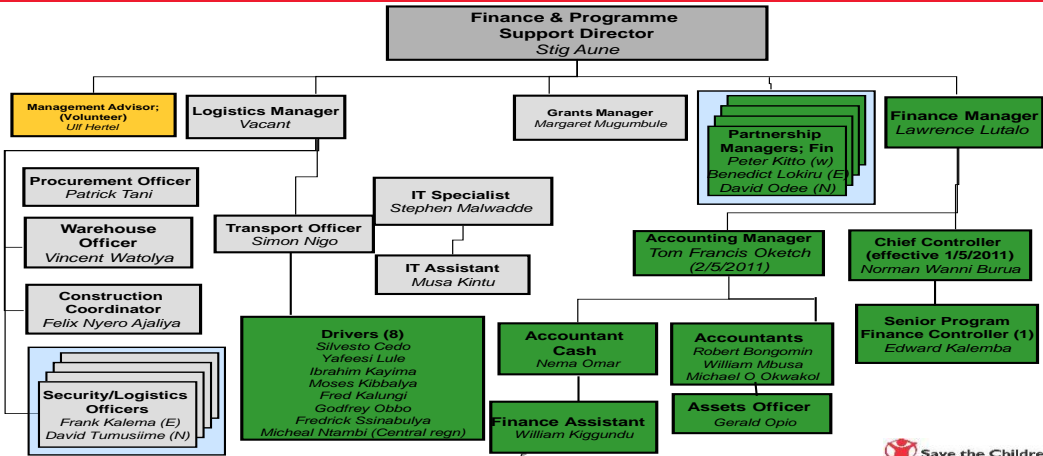 Finance & Programme
Support Director
Stig Aune
Management Advisor;
(Volunteer)
Ulf Hertel
Logistics Manager
Vacant
Grants Manager
Margaret Mugumbule
Partnership
Managers; Fin
Peter Kitto (w)
Benedict Lokiru (E)
David Odee (N)
Finance Manager
Lawrence Lutalo
Procurement Officer
Patrick Tani
Warehouse
Officer
Vincent Watolya
Construction
Coordinator
Felix Nyero Ajaliya
Security/Logistics
Officers
Frank Kalema (E)
David Tumusiime (N)
Transport Officer
Simon Nigo
IT Specialist
Stephen Malwadde
IT Assistant
Musa Kintu
Drivers (8)
Silvesto Cedo
Yafeesi Lule
Ibrahim Kayima
Moses Kibbalya
Fred Kalungi
Godfrey Obbo
Fredrick Ssinabulya
Micheal Ntambi (Central regn)
Accounting Manager
Tom Francis Oketch
(2/5/2011)
Chief Controller
(effective 1/5/2011)
Norman Wanni Burua
Accountant
Cash
Nema Omar
Accountants
Robert Bongomin
William Mbusa
Michael O Okwakol
Senior Program
Finance Controller (1)
Edward Kalemba
Finance Assistant
William Kiggundu
Assets Officer
Gerald Opio
Save the Childre